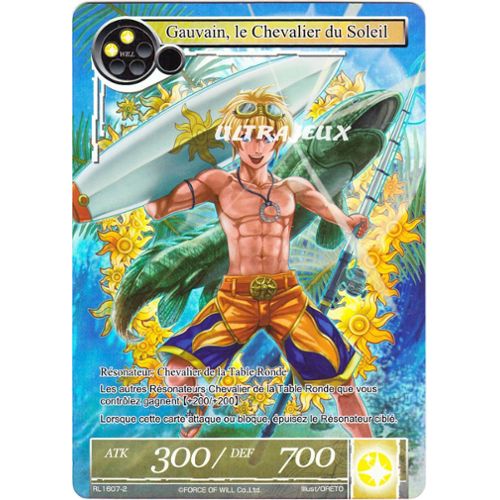 Gauvain, le Chevalier du Soleil
WILL
ULTRAJEUX
Résonateur: Chevalier de la Table Ronde
Les autres Résonateurs Chevalier de la Table Ronde que vous
contrôlez gagnent【+200/+200】.
Lorsque cette carte attaque ou bloque, épuisez le Résonateur ciblé.
ATK 300/ DEF 700
RL1607-2 ©FORCE OF WILL Co.,Ltd. Illust/DRETO